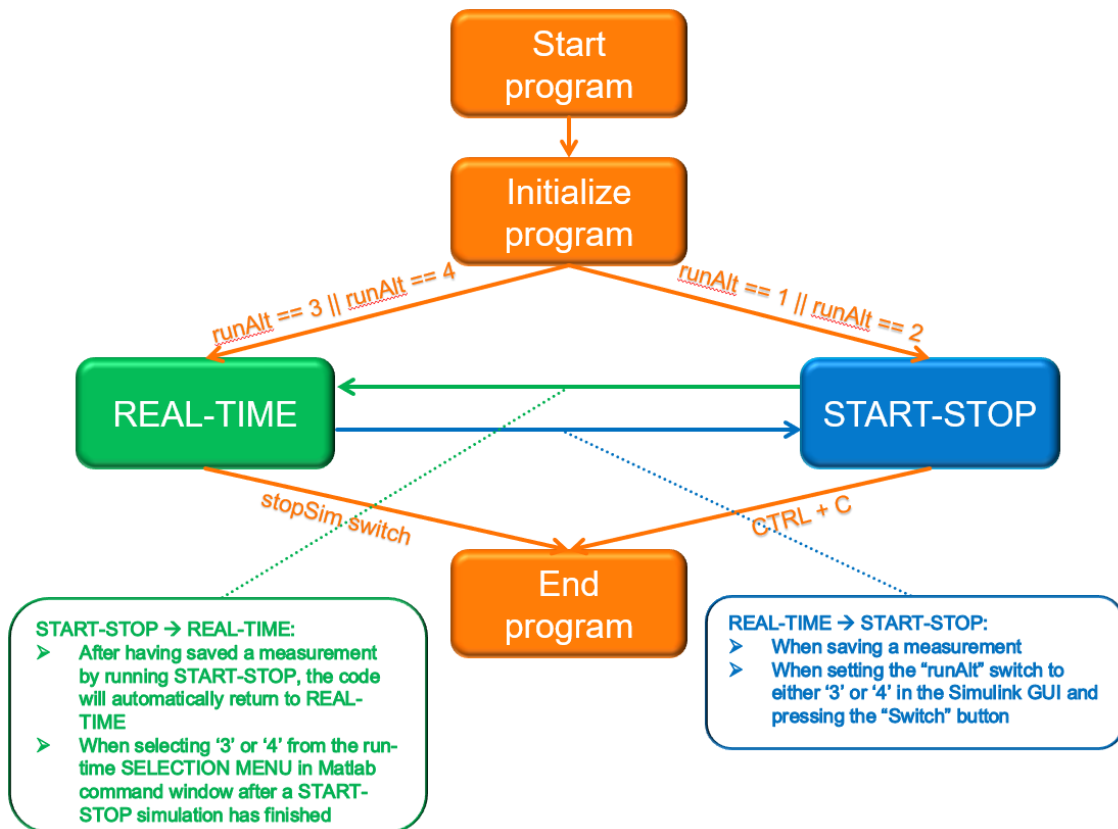 Start
program
Initialize
program
runAlt == 3 || runAlt == 4
runAlt == 1 || runAlt == 2
REAL-TIME
START-STOP
stopSim switch
CTRL + C
End
program
START-STOP → REAL-TIME:
➢ After having saved a measurement
by running START-STOP, the code
will automatically return to REAL-
TIME
➢ When selecting ‘3’ or ‘4’ from the run-
time SELECTION MENU in Matlab
command window after a START-
STOP simulation has finished
REAL-TIME → START-STOP:
➢ When saving a measurement
➢ When setting the “runAlt” switch to
either ‘3’ or ‘4’ in the Simulink GUI and
pressing the “Switch” button